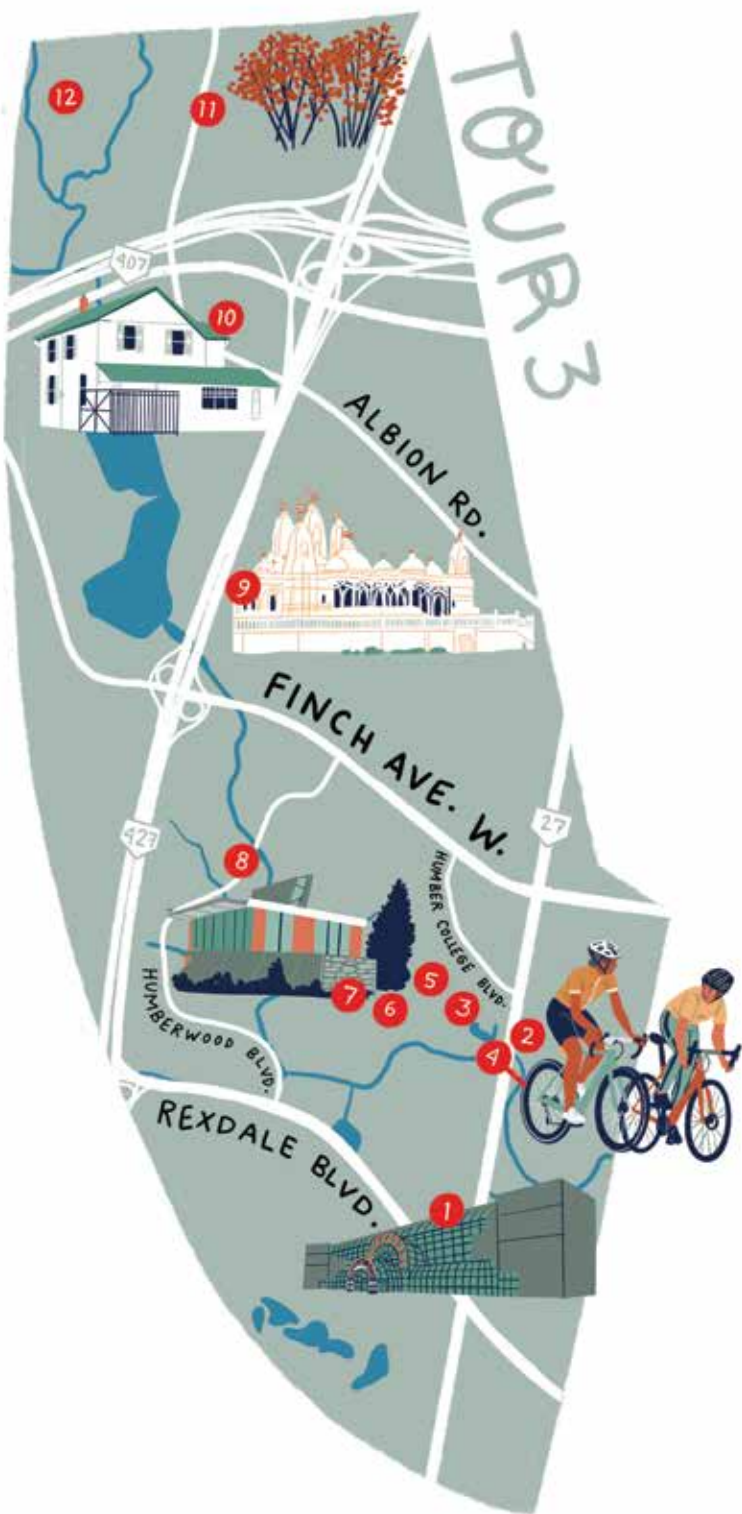 TOUR 3
12
11
407
10
ALBION RD.
9
FINCH AVE. W.
27
427
8
HUMBER COLLEGE BLVD.
5
7
6
3
2
4
HUMBERWOOD BLVD.
REXDALE BLVD.
1